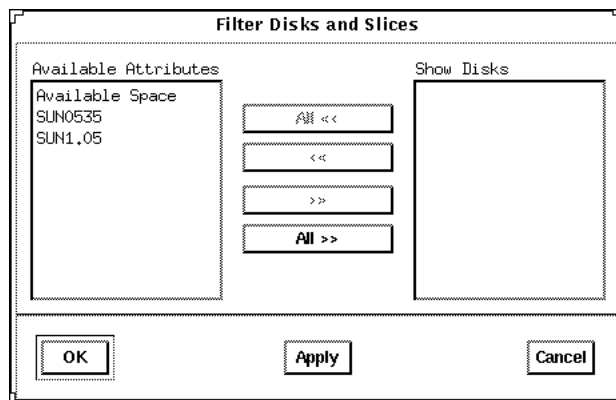 Filter Disks and Slices
Available Attributes
Show Disks
Available Space
SUN0535
SUN1.05
All <<
<<
>>
All >>
OK
Apply
Cancel